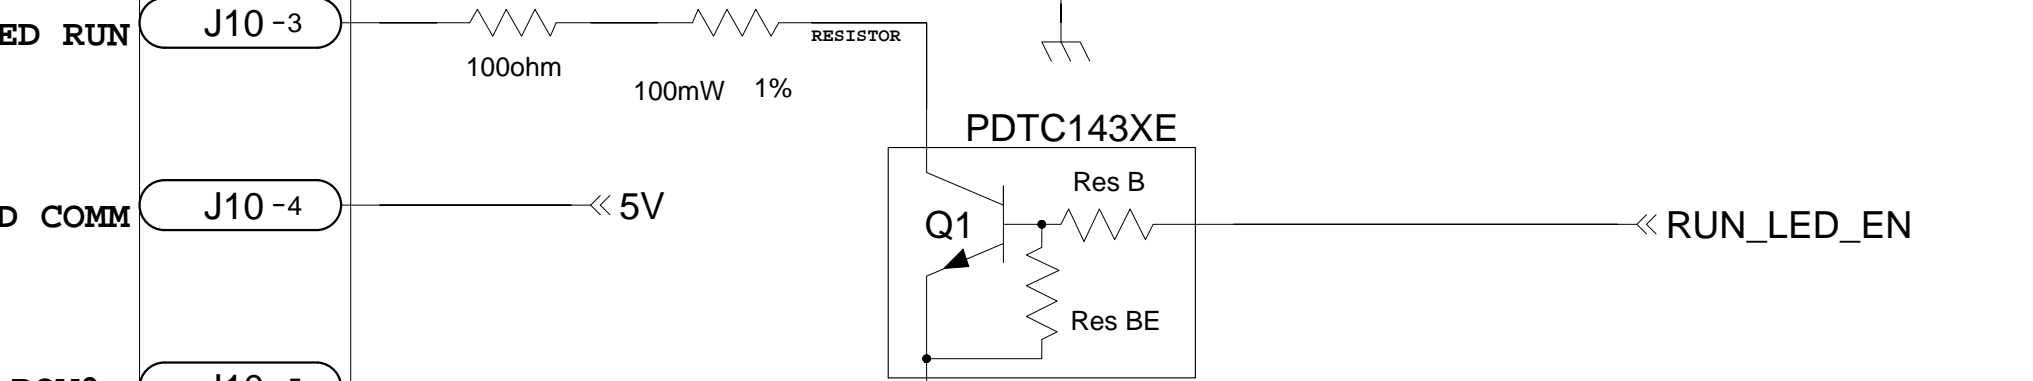 ED RUN
J10 -3
RESISTOR
100ohm
100mW 1%
PDTC143XE
D COMM
J10 -4
5V
Res B
Q1
RUN_LED_EN
Res BE